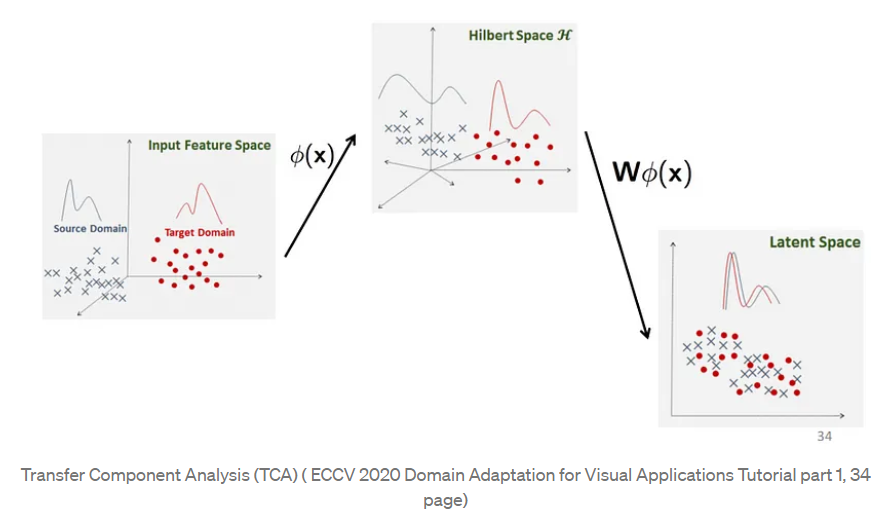 Hilbert Space ℋ
Input Feature Space
ϕ(x)
Wϕ(x)
Source Domain
Target Domain
Latent Space
34
Transfer Component Analysis (TCA) ( ECCV 2020 Domain Adaptation for Visual Applications Tutorial part 1, 34
page)